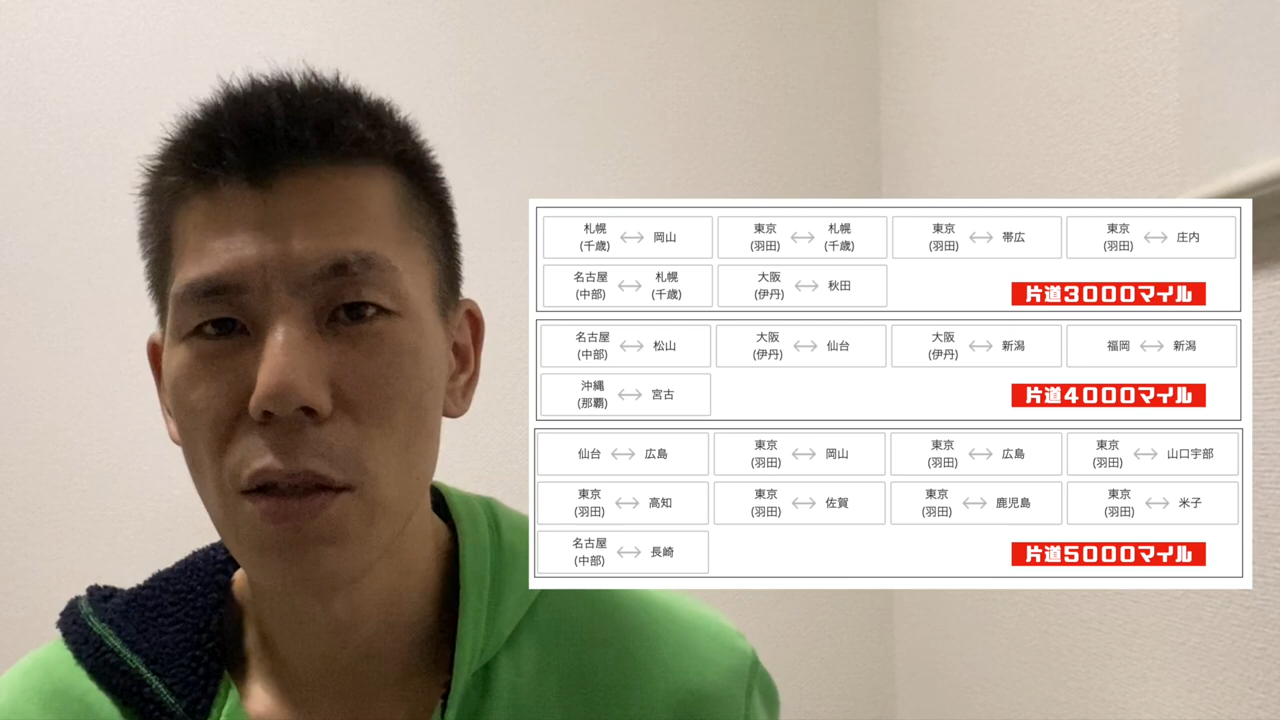 札幌(千歳) ↔ 岡山
東京(羽田) ↔ 札幌(千歳)
東京(羽田) ↔ 帯広
東京(羽田) ↔ 庄内
名古屋(中部) ↔ 札幌(千歳)
大阪(伊丹) ↔ 秋田
片道3000マイル
名古屋(中部) ↔ 松山
大阪(伊丹) ↔ 仙台
大阪(伊丹) ↔ 新潟
福岡 ↔ 新潟
沖縄(那覇) ↔ 宮古
片道4000マイル
仙台 ↔ 広島
東京(羽田) ↔ 岡山
東京(羽田) ↔ 広島
東京(羽田) ↔ 山口宇部
東京(羽田) ↔ 高知
東京(羽田) ↔ 佐賀
東京(羽田) ↔ 鹿児島
東京(羽田) ↔ 米子
名古屋(中部) ↔ 長崎
片道5000マイル